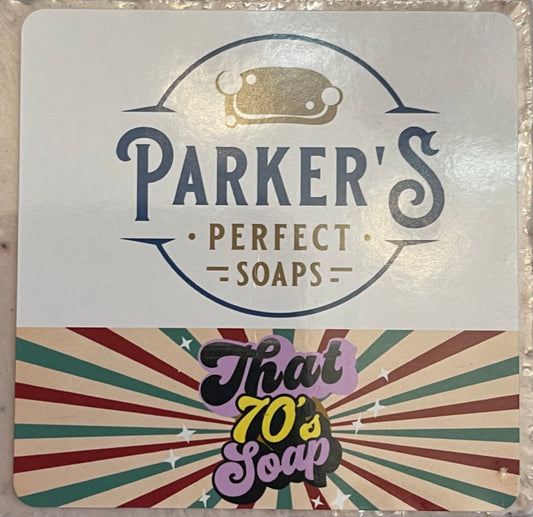 PARKER'S
• PERFECT •
=SOAPS=
That
70's
Soap